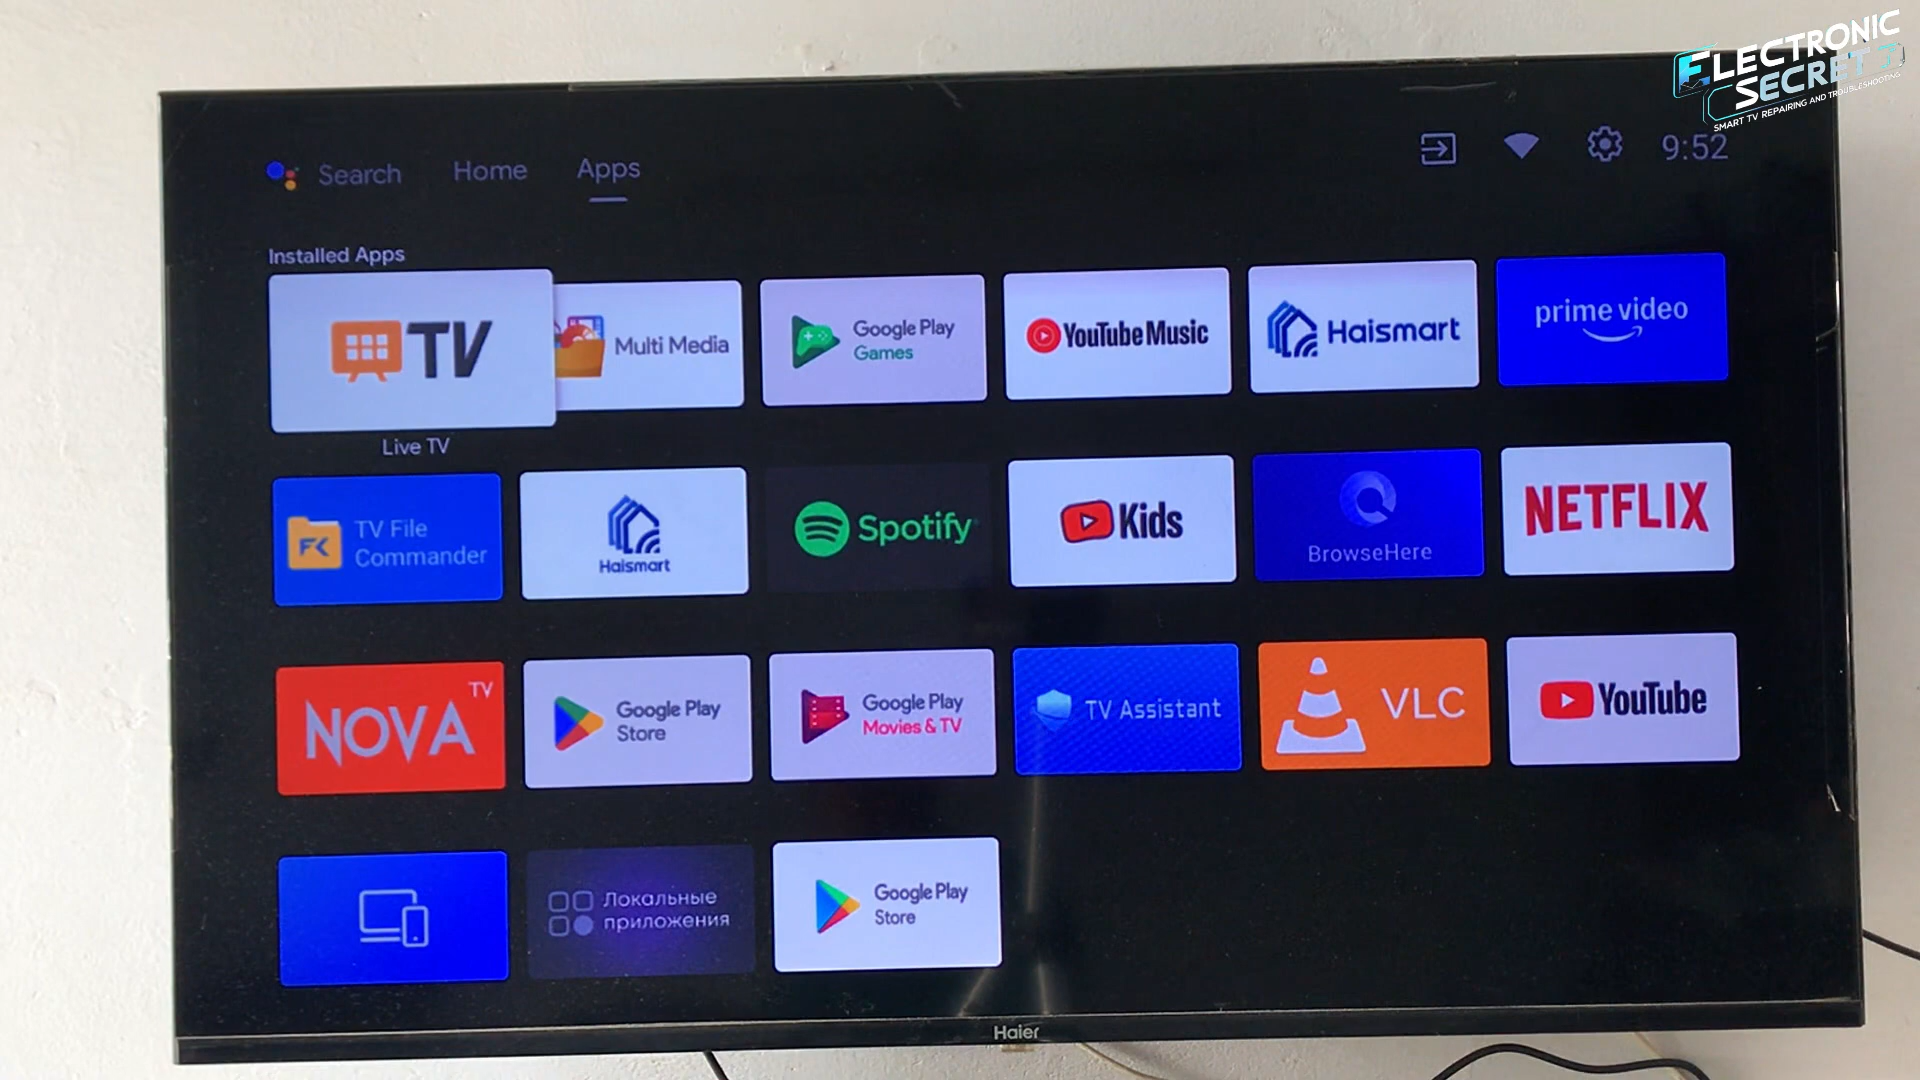 ELECTRONIC
SECRET
SMART TV REPAIRING AND TROUBLESHOOTING
Search Home Apps
9:52
Installed Apps
TV
Multi Media
Google Play
Games
YouTube Music
Haismart
prime video
Live TV
TV File
Commander
FK
Haismart
Spotify
Kids
BrowseHere
NETFLIX
NOVA TV
Google Play
Store
Google Play
Movies & TV
TV Assistant
VLC
YouTube
Локальные
приложения
Google Play
Store
Haier